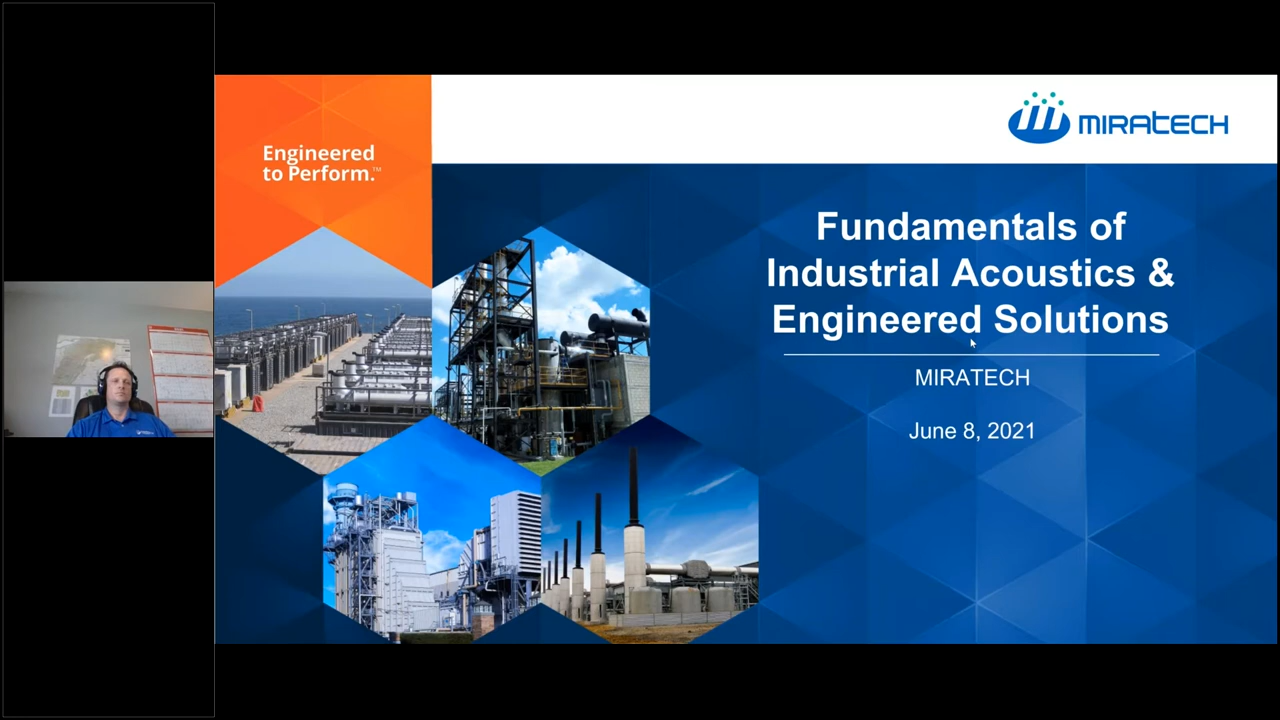 Engineered
to Perform.™
MIRATECH
Fundamentals of
Industrial Acoustics &
Engineered Solutions
MIRATECH
June 8, 2021